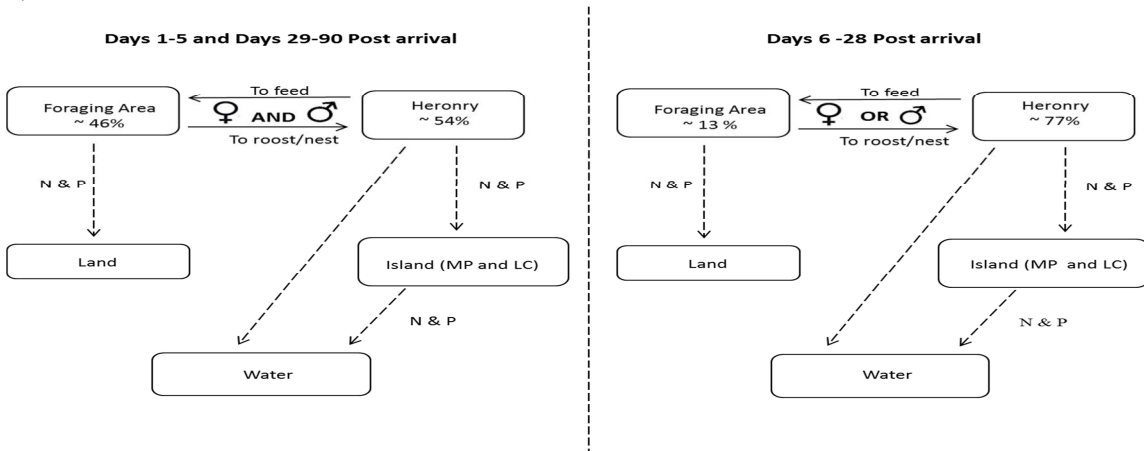 Days 1-5 and Days 29-90 Post arrival
To feed
Foraging Area
~ 46%
♀ AND ♂
Heronry
~ 54%
To roost/nest
N & P
N & P
Land
Island (MP and LC)
N & P
Water
Days 6 -28 Post arrival
To feed
Foraging Area
~ 13 %
♀ OR ♂
Heronry
~ 77%
To roost/nest
N & P
N & P
Land
Island (MP and LC)
N & P
Water